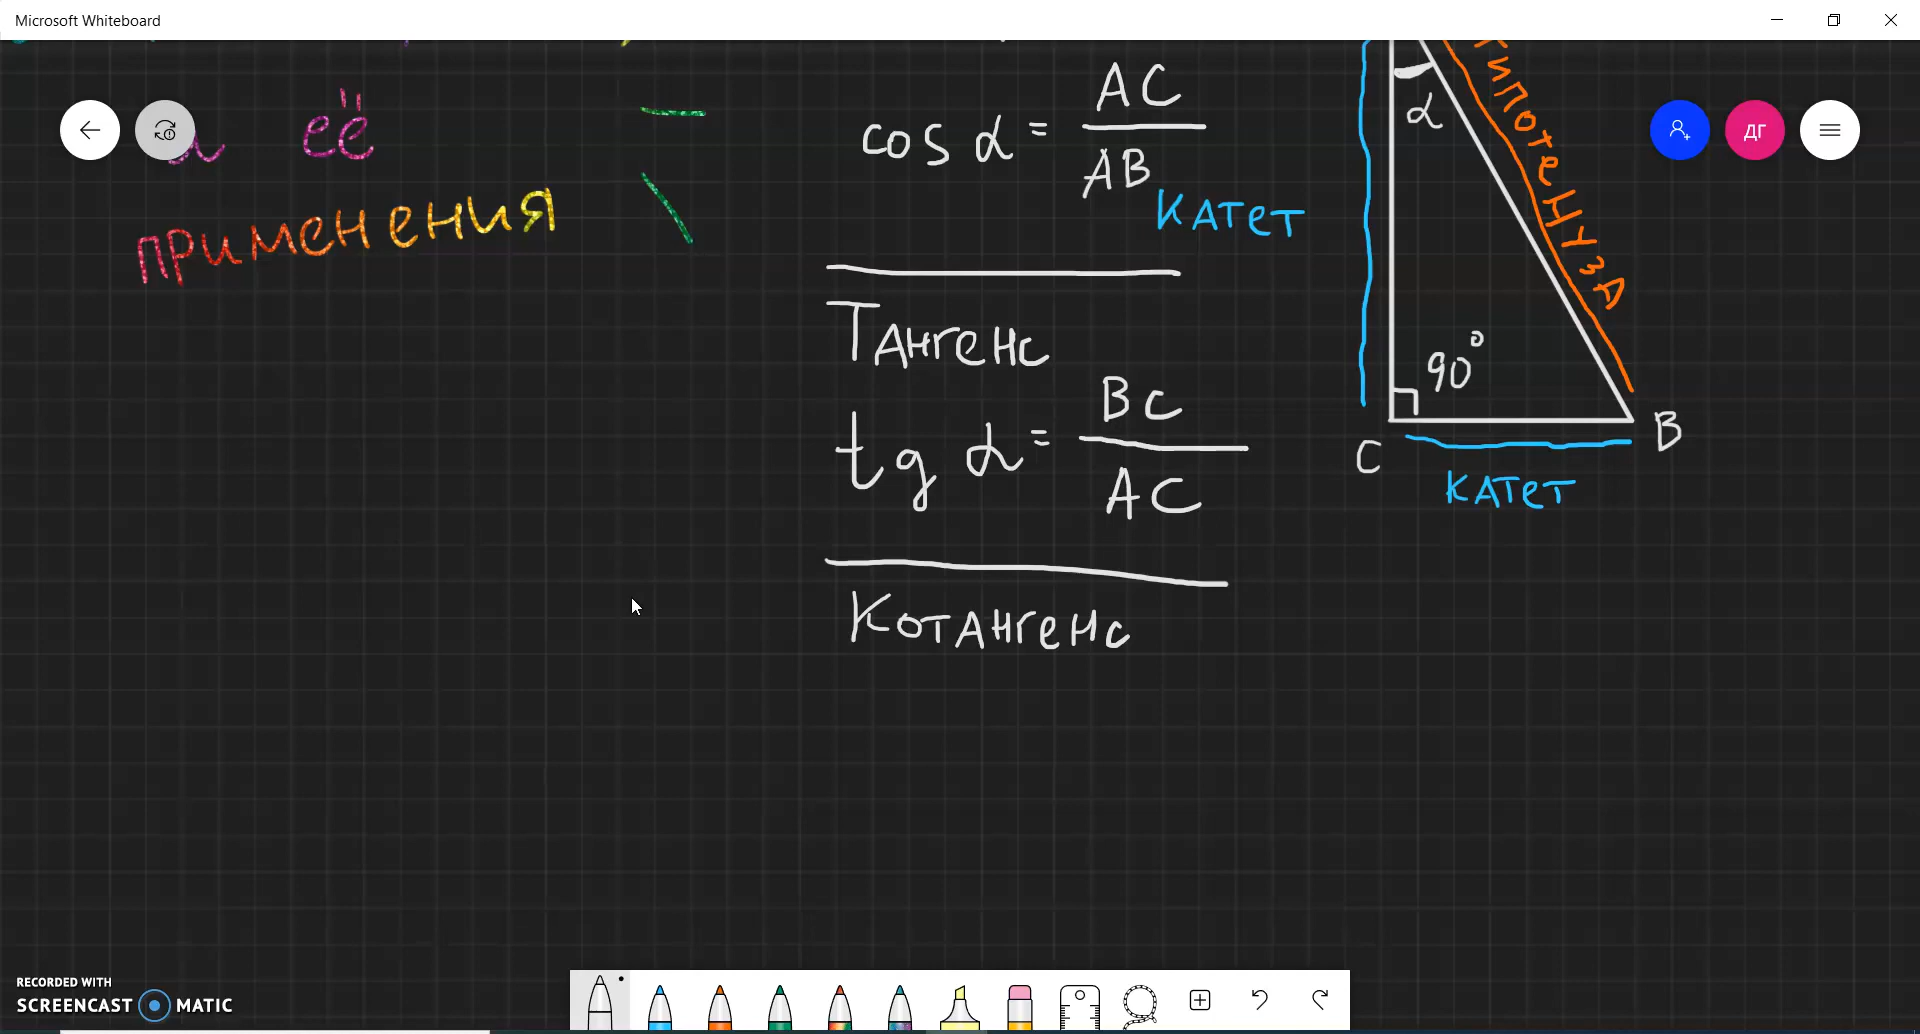 Microsoft Whiteboard
её
применения
cos α = AC / AB
катет
Тангенс
tg α = BC / AC
Котангенс
α
гипотенуза
90°
C
B
катет
ДГ
RECORDED WITH
SCREENCAST MATIC